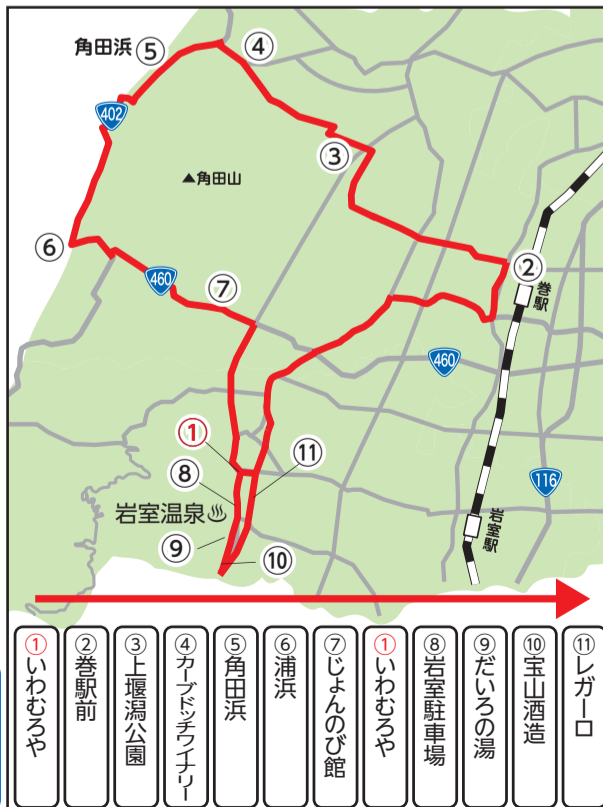 角田浜
⑤
④
402
③
▲角田山
⑥
②
巻駅
460
⑦
460
①
⑪
⑧
116
岩室温泉♨
岩室駅
⑨
⑩
①いわむろや
②巻駅前
③上堰潟公園
④カーブドッチワイナリー
⑤角田浜
⑥浦浜
⑦じょんのび館
①いわむろや
⑧岩室駐車場
⑨だいろの湯
⑩宝山酒造
⑪レガーロ